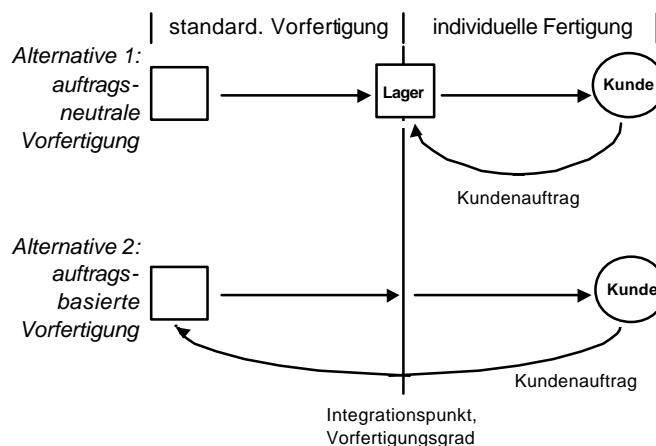 standard. Vorfertigung
individuelle Fertigung
Alternative 1:
auftrags-
neutrale
Vorfertigung
Lager
Kunde
Kundenauftrag
Alternative 2:
auftrags-
basierte
Vorfertigung
Kunde
Kundenauftrag
Integrationspunkt,
Vorfertigungsgrad